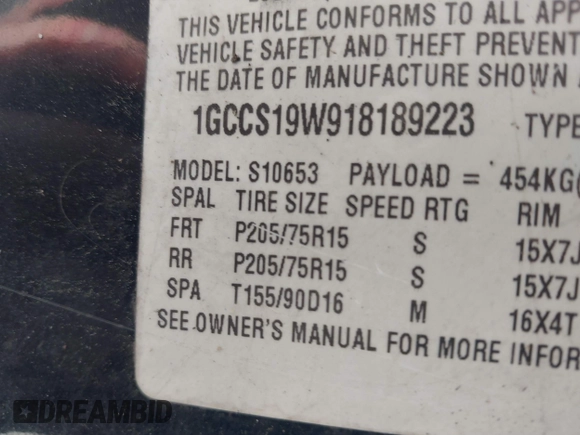 THIS VEHICLE CONFORMS TO ALL APP
VEHICLE SAFETY AND THEFT PREVENT
THE DATE OF MANUFACTURE SHOWN
1GCCS19W918189223 TYPE
MODEL: S10653 PAYLOAD = 454KG
SPAL TIRE SIZE SPEED RTG RIM
FRT P205/75R15 S 15X7J
RR P205/75R15 S 15X7J
SPA T155/90D16 M 16X4T
SEE OWNER'S MANUAL FOR MORE INFOR
DREAMBID